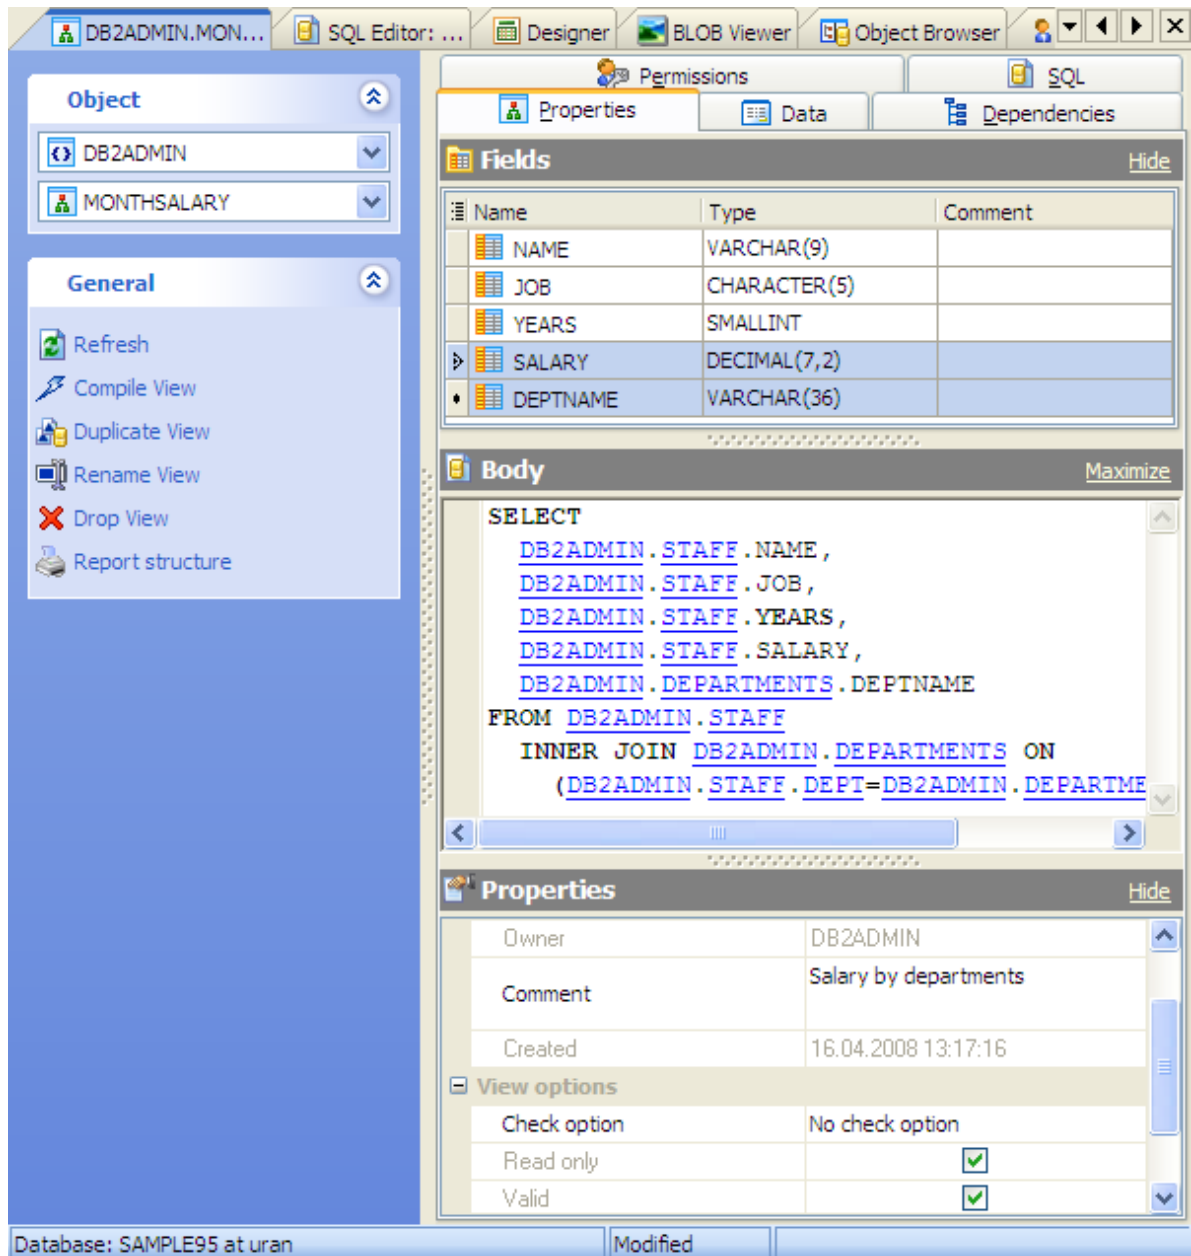 DB2ADMIN.MON... SQL Editor: ... Designer BLOB Viewer Object Browser
Object
DB2ADMIN
MONTHSALARY
General
Refresh
Compile View
Duplicate View
Rename View
Drop View
Report structure
Permissions SQL
Properties Data Dependencies
Fields Hide
Name Type Comment
NAME VARCHAR(9)
JOB CHARACTER(5)
YEARS SMALLINT
SALARY DECIMAL(7,2)
DEPTNAME VARCHAR(36)
Body Maximize
SELECT
DB2ADMIN.STAFF.NAME,
DB2ADMIN.STAFF.JOB,
DB2ADMIN.STAFF.YEARS,
DB2ADMIN.STAFF.SALARY,
DB2ADMIN.DEPARTMENTS.DEPTNAME
FROM DB2ADMIN.STAFF
INNER JOIN DB2ADMIN.DEPARTMENTS ON
(DB2ADMIN.STAFF.DEPT=DB2ADMIN.DEPARTME
Properties Hide
Owner DB2ADMIN
Comment Salary by departments
Created 16.04.2008 13:17:16
View options
Check option No check option
Read only
Valid
Database: SAMPLE95 at uran Modified